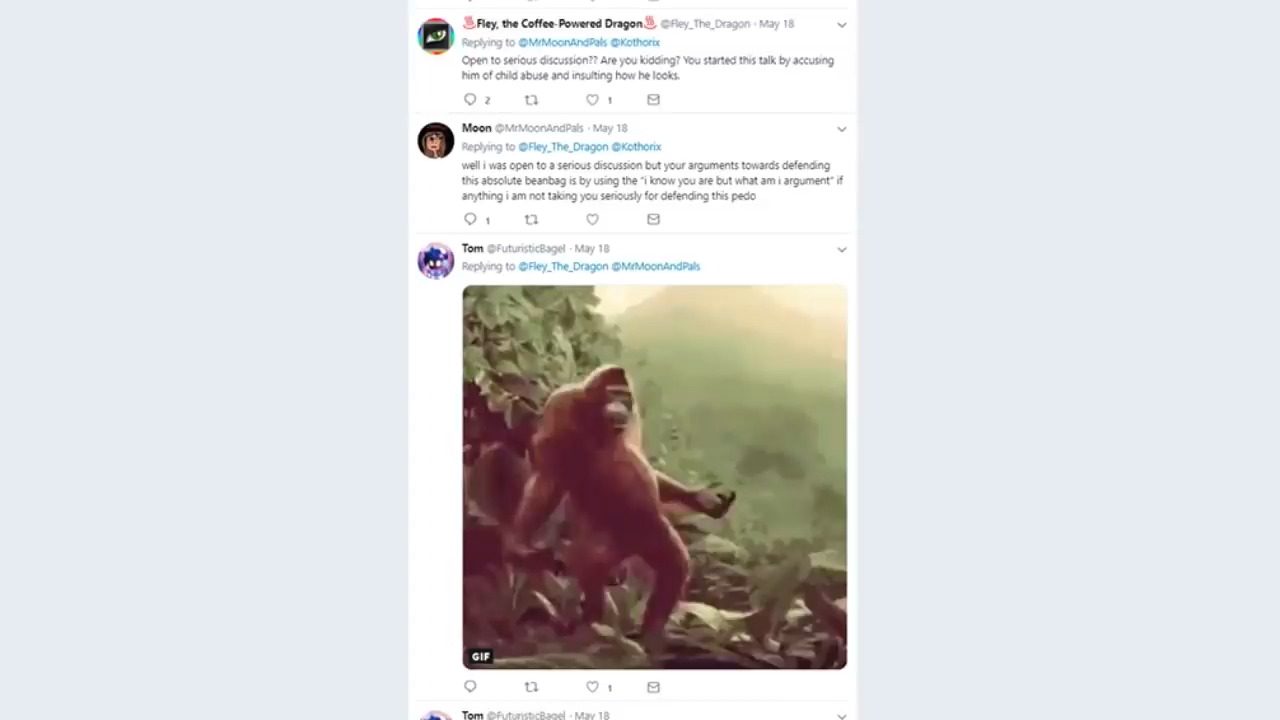 Fley, the Coffee-Powered Dragon @Fley_The_Dragon · May 18
Replying to @MrMoonAndPals @Kothorix
Open to serious discussion?? Are you kidding? You started this talk by accusing
him of child abuse and insulting how he looks.
2 1
Moon @MrMoonAndPals · May 18
Replying to @Fley_The_Dragon @Kothorix
well i was open to a serious discussion but your arguments towards defending
this absolute beanbag is by using the "i know you are but what am i argument" if
anything i am not taking you seriously for defending this pedo
1
Tom @FuturisticBagel · May 18
Replying to @Fley_The_Dragon @MrMoonAndPals
GIF
1
Tom @FuturisticBagel · May 18